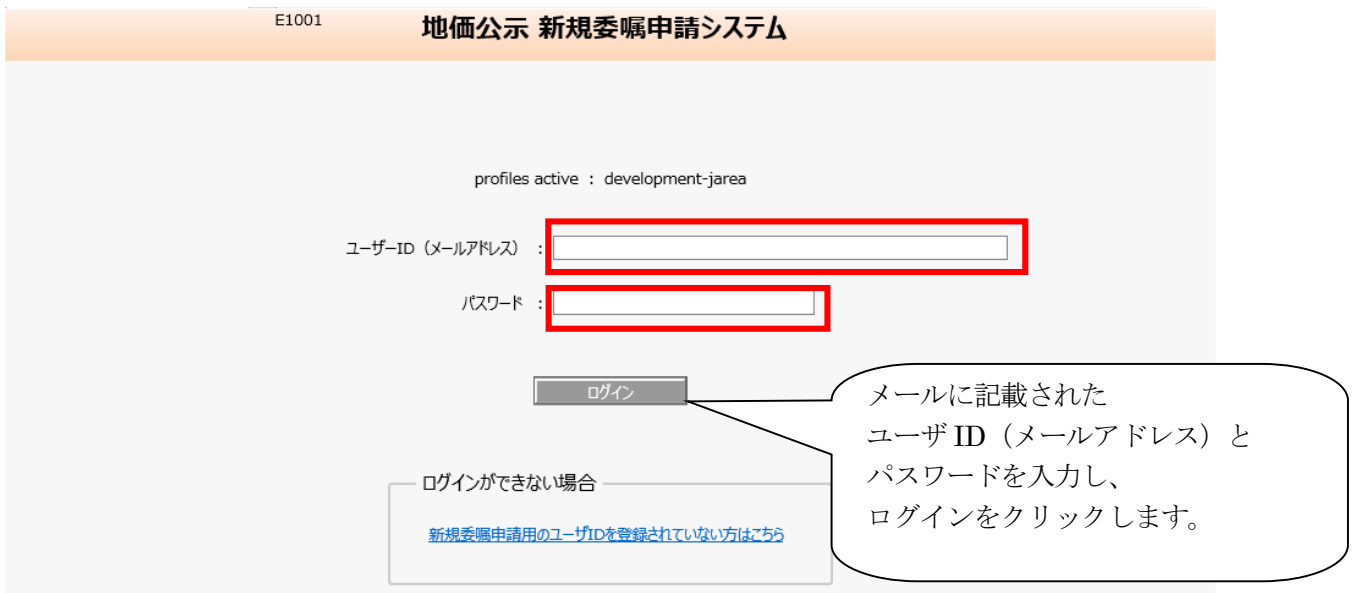 E1001
地価公示 新規委嘱申請システム
profiles active : development-jarea
ユーザーID（メールアドレス） :
パスワード :
ログイン
メールに記載された
ユーザ ID（メールアドレス）と
パスワードを入力し、
ログインをクリックします。
ログインができない場合
新規委嘱申請用のユーザIDを登録されていない方はこちら